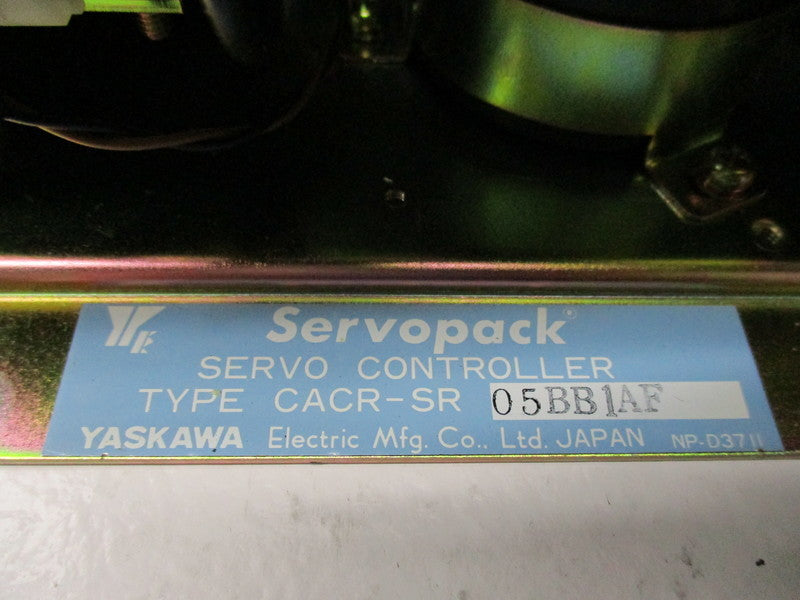 Servopack®
SERVO CONTROLLER
TYPE CACR-SR 05BB1AF
YASKAWA Electric Mfg. Co., Ltd. JAPAN NP-D3711